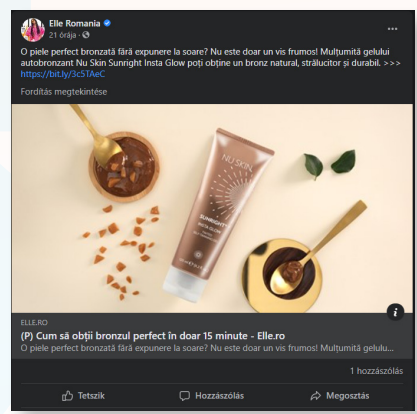 Elle Romania
21 órája ·
O piele perfect bronzată fără expunere la soare? Nu este doar un vis frumos! Mulțumită gelului
autobronzant Nu Skin Sunright Insta Glow poți obține un bronz natural, strălucitor și durabil. >>>
https://bit.ly/3c5TAeC
Fordítás megtekintése
NU SKIN
SUNRIGHT
INSTA GLOW
ELLE.RO
(P) Cum să obții bronzul perfect în doar 15 minute - Elle.ro
O piele perfect bronzată fără expunere la soare? Nu este doar un vis frumos! Mulțumită gelulu...
1 hozzászólás
Tetszik
Hozzászólás
Megosztás